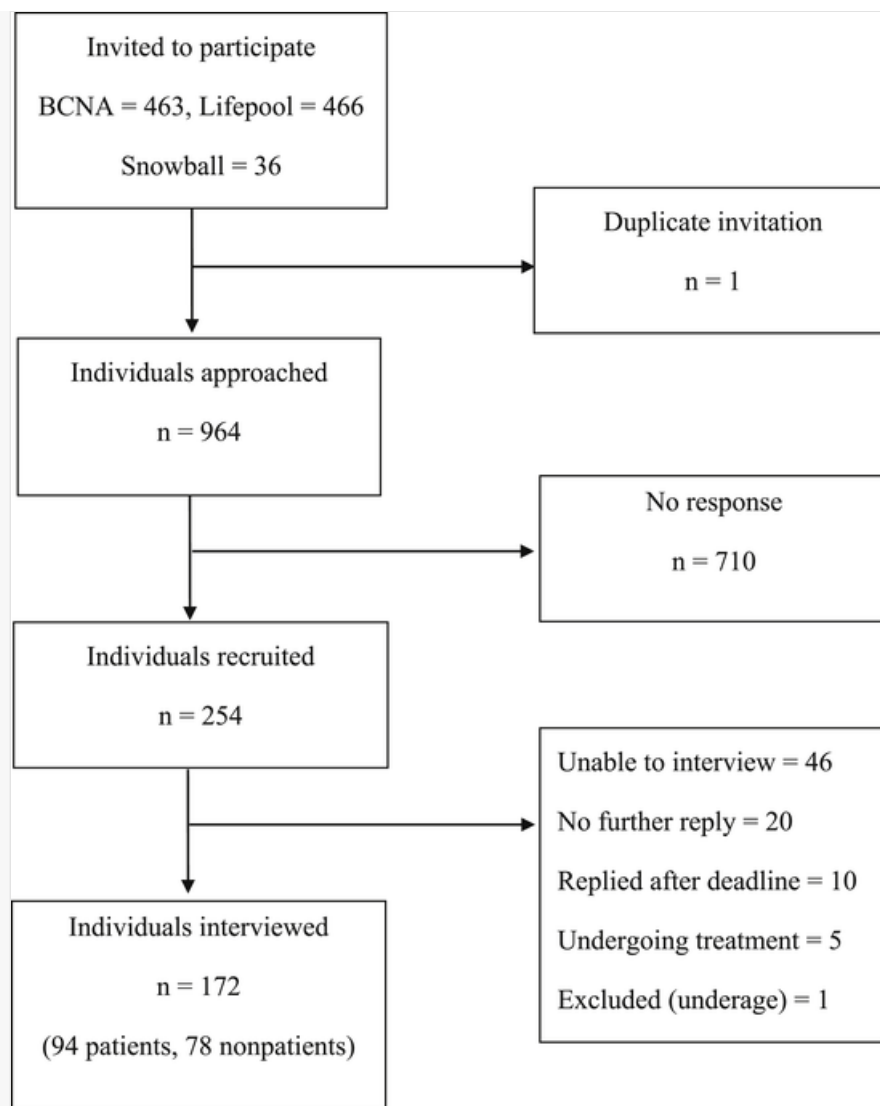 Invited to participate
BCNA = 463, Lifepool = 466
Snowball = 36
Duplicate invitation
n = 1
Individuals approached
n = 964
No response
n = 710
Individuals recruited
n = 254
Unable to interview = 46
No further reply = 20
Replied after deadline = 10
Undergoing treatment = 5
Excluded (underage) = 1
Individuals interviewed
n = 172
(94 patients, 78 nonpatients)